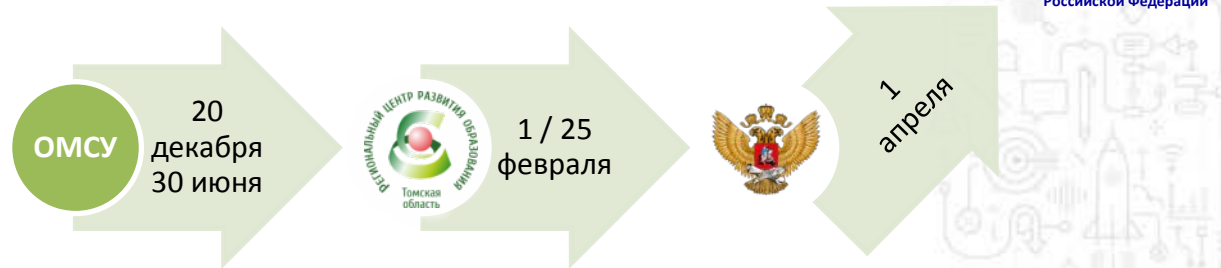 Российской Федерации
ОМСУ
20
декабря
30 июня
РЕГИОНАЛЬНЫЙ ЦЕНТР РАЗВИТИЯ ОБРАЗОВАНИЯ
Томская
область
1 / 25
февраля
1
апреля